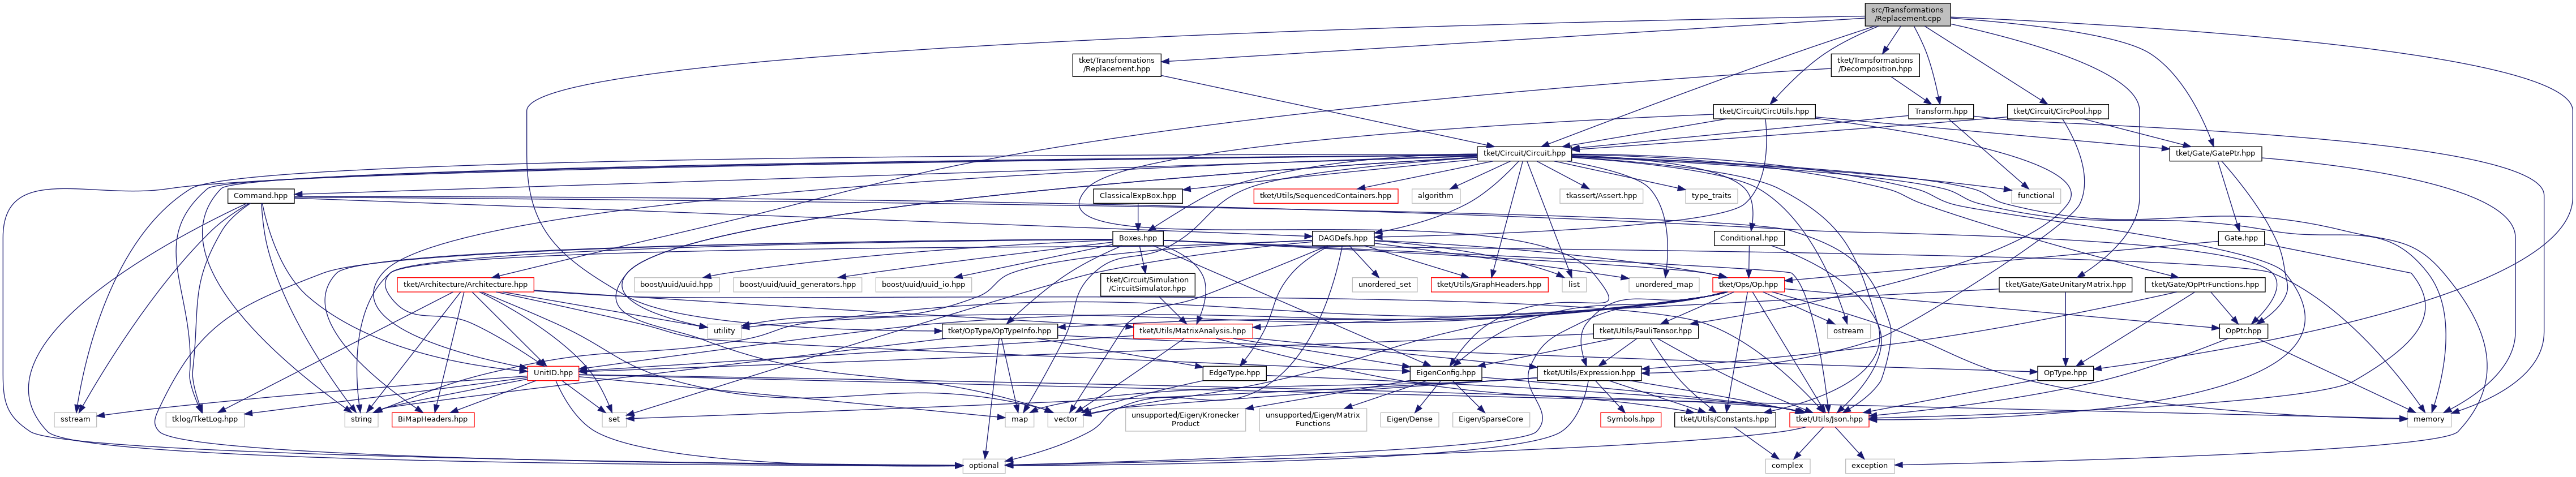 src/Transformations
/Replacement.cpp
tket/Transformations
/Replacement.hpp
tket/Transformations
/Decomposition.hpp
tket/Circuit/CircUtils.hpp
Transform.hpp
tket/Circuit/CircPool.hpp
tket/Circuit/Circuit.hpp
tket/Gate/GatePtr.hpp
Command.hpp
ClassicalExpBox.hpp
tket/Utils/SequencedContainers.hpp
algorithm
tkassert/Assert.hpp
type_traits
functional
Boxes.hpp
DAGDefs.hpp
Conditional.hpp
Gate.hpp
tket/Architecture/Architecture.hpp
boost/uuid/uuid.hpp
boost/uuid/uuid_generators.hpp
boost/uuid/uuid_io.hpp
tket/Circuit/Simulation
/CircuitSimulator.hpp
unordered_set
tket/Utils/GraphHeaders.hpp
list
unordered_map
tket/Ops/Op.hpp
tket/Gate/GateUnitaryMatrix.hpp
tket/Gate/OpPtrFunctions.hpp
utility
tket/OpType/OpTypeInfo.hpp
tket/Utils/MatrixAnalysis.hpp
tket/Utils/PauliTensor.hpp
ostream
OpPtr.hpp
UnitID.hpp
EdgeType.hpp
EigenConfig.hpp
tket/Utils/Expression.hpp
OpType.hpp
sstream
tklog/TketLog.hpp
string
BiMapHeaders.hpp
set
map
vector
unsupported/Eigen/Kronecker
Product
unsupported/Eigen/Matrix
Functions
Eigen/Dense
Eigen/SparseCore
Symbols.hpp
tket/Utils/Constants.hpp
tket/Utils/Json.hpp
memory
optional
complex
exception